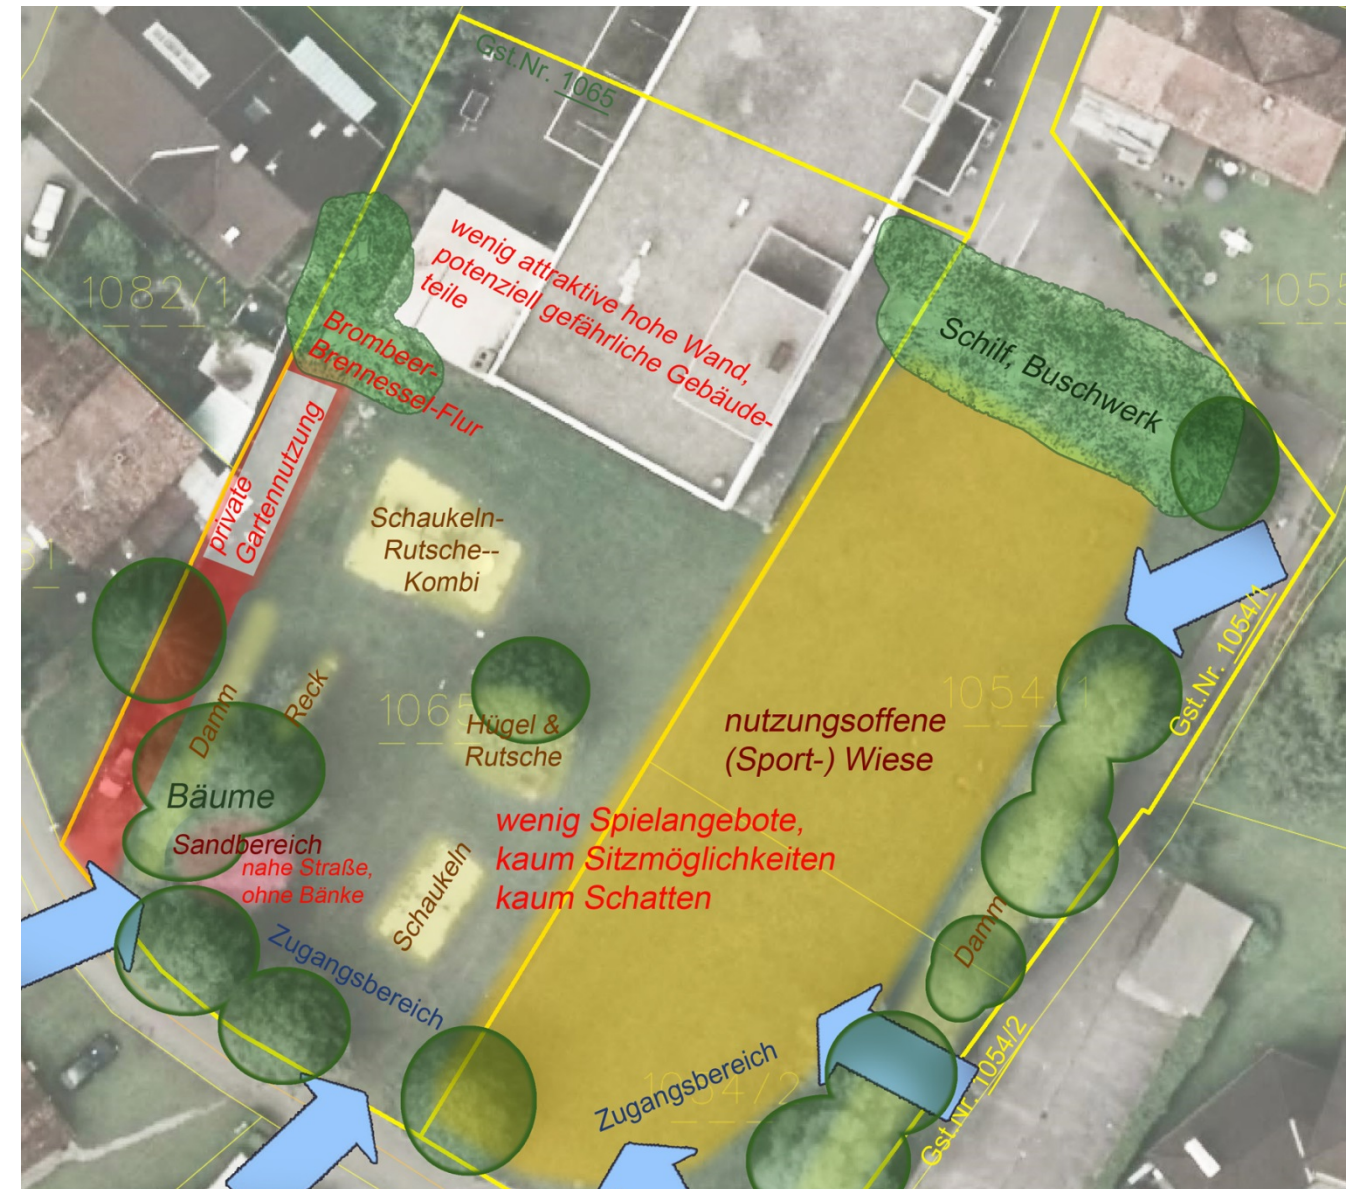 Gst.Nr. 1065
1082/1
1055
wenig attraktive hohe Wand,
potenziell gefährliche Gebäude-
teile
Brombeer-
Brennessel-Flur
Schilf, Buschwerk
private
Gartennutzung
Schaukeln-
Rutsche--
Kombi
Gst.Nr. 1054/1
Damm
Reck
1065
1054/1
Hügel &
Rutsche
nutzungsoffene
(Sport-) Wiese
Bäume
Sandbereich
nahe Straße,
ohne Bänke
wenig Spielangebote,
kaum Sitzmöglichkeiten
kaum Schatten
Schaukeln
Damm
Zugangsbereich
Zugangsbereich
1054/2
Gst.Nr. 1054/2